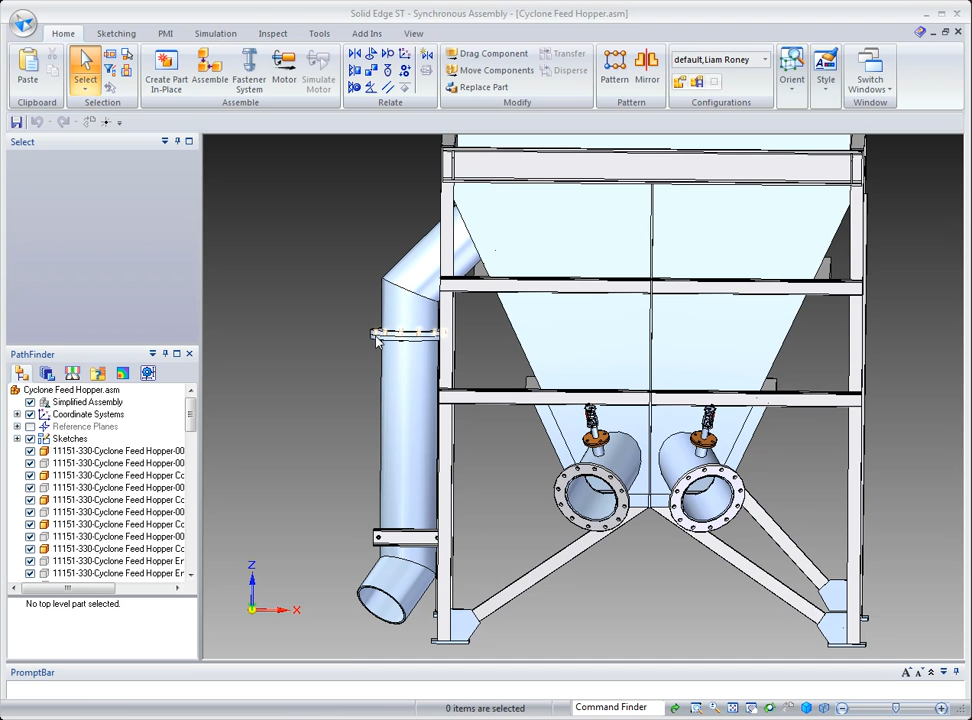 Solid Edge ST - Synchronous Assembly - [Cyclone Feed Hopper.asm]
Home Sketching PMI Simulation Inspect Tools Add Ins View
Paste
Clipboard
Select
Selection
Create Part In-Place
Assemble
Fastener System
Motor
Simulate Motor
Assemble
Relate
Drag Component
Move Components
Replace Part
Transfer
Disperse
Modify
Pattern
Mirror
Pattern
default,Liam Roney
Configurations
Orient
Style
Switch Windows
Window
Select
PathFinder
Cyclone Feed Hopper.asm
Simplified Assembly
Coordinate Systems
Reference Planes
Sketches
11151-330-Cyclone Feed Hopper-00
11151-330-Cyclone Feed Hopper-00
11151-330-Cyclone Feed Hopper Co
11151-330-Cyclone Feed Hopper-00
11151-330-Cyclone Feed Hopper Co
11151-330-Cyclone Feed Hopper-00
11151-330-Cyclone Feed Hopper Co
11151-330-Cyclone Feed Hopper-00
11151-330-Cyclone Feed Hopper Co
11151-330-Cyclone Feed Hopper Er
11151-330-Cyclone Feed Hopper Er
No top level part selected.
Z
X
PromptBar
0 items are selected
Command Finder